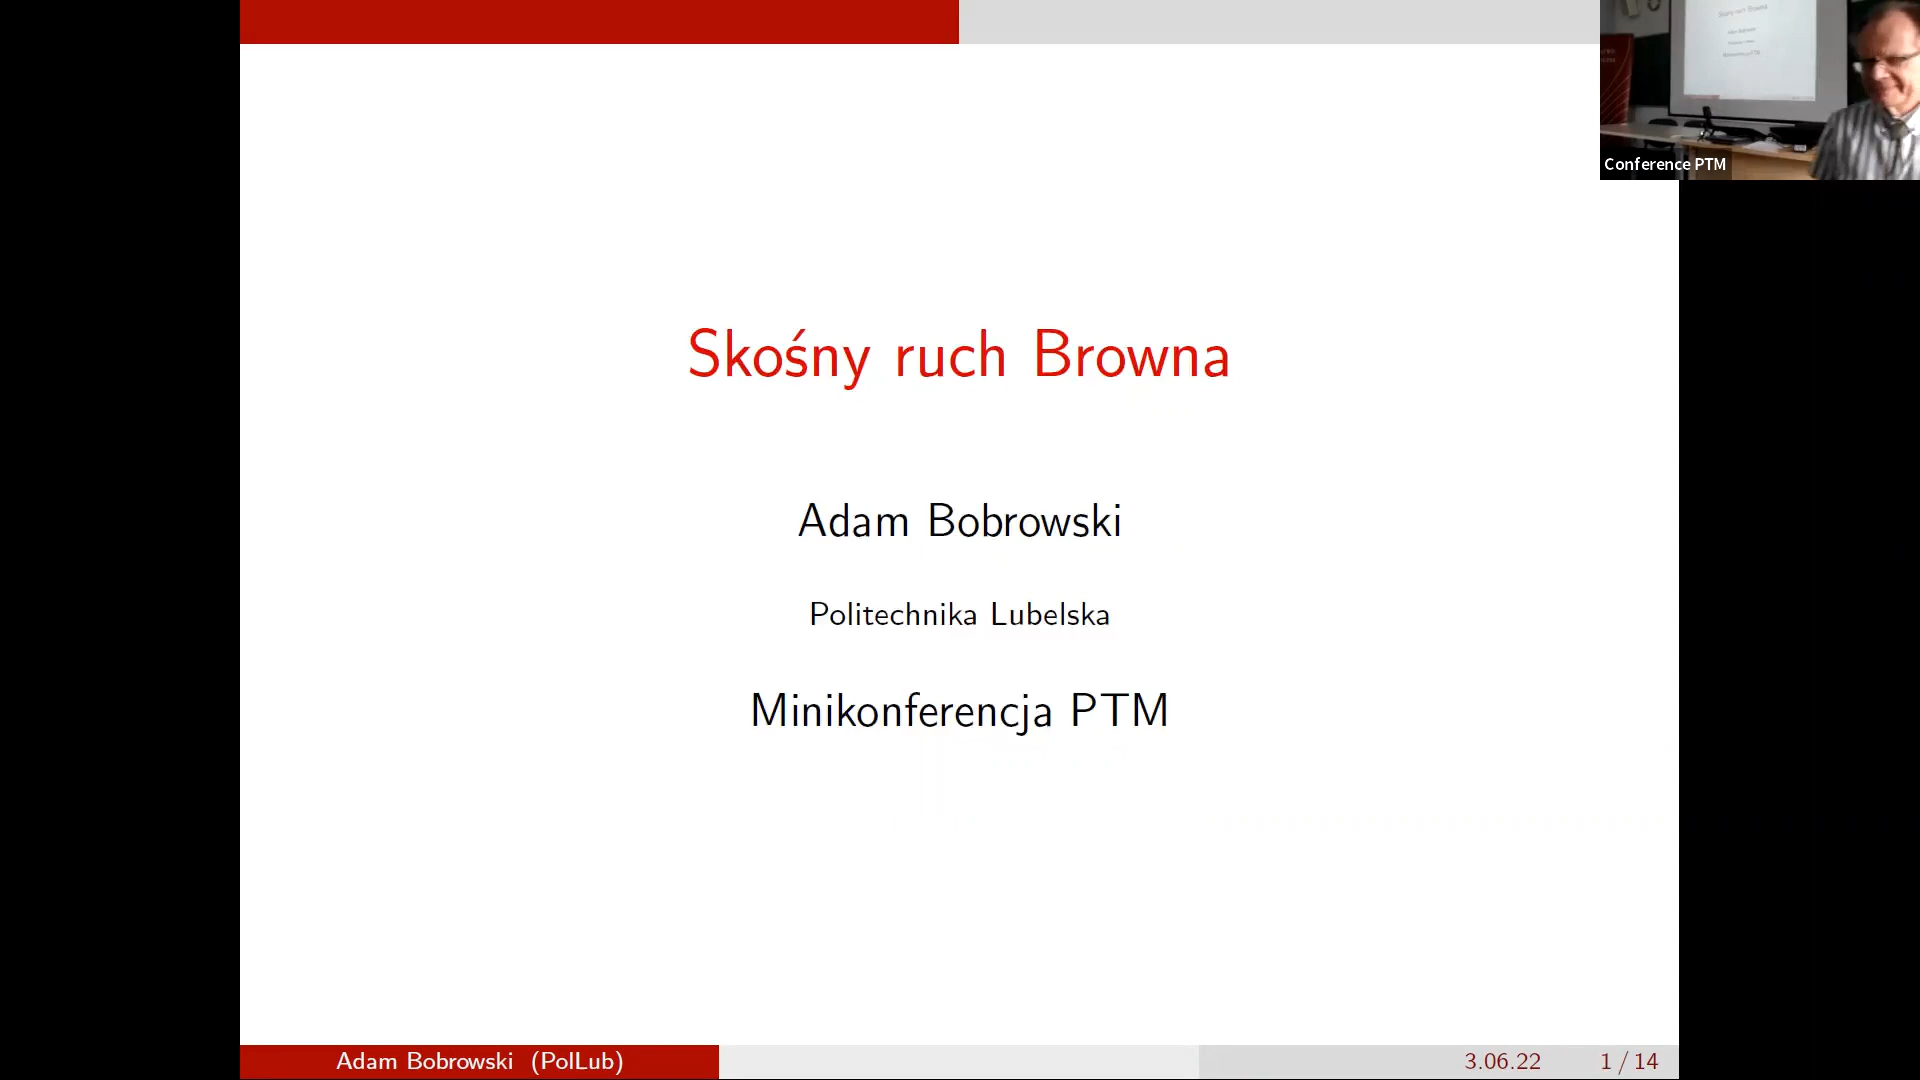 Skośny ruch Browna
Adam Bobrowski
Politechnika Lubelska
Minikonferencja PTM
Adam Bobrowski (PolLub)
3.06.22
1 / 14
Conference PTM